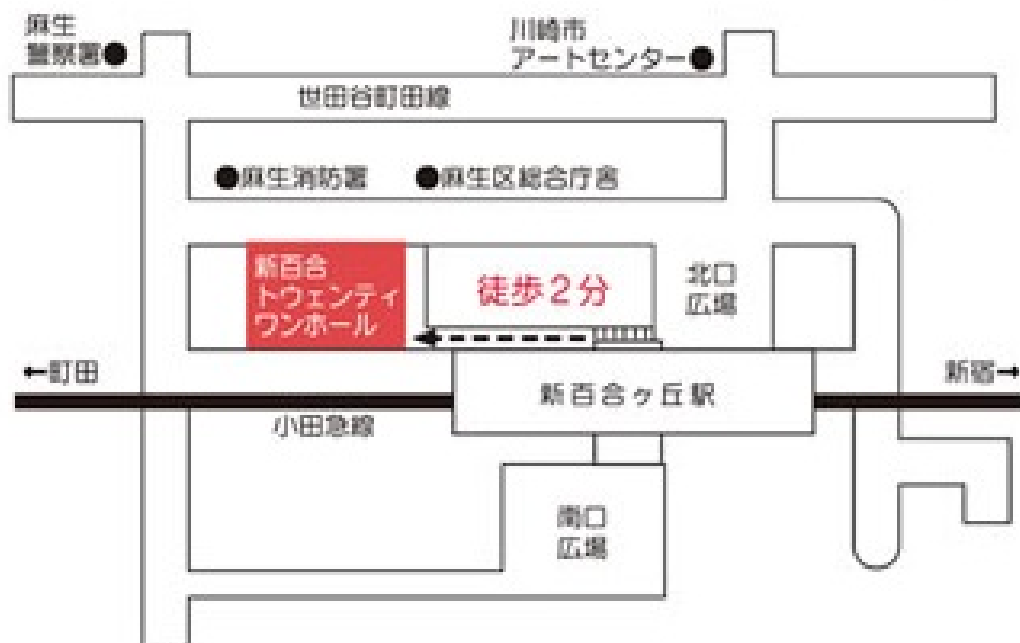 麻生
警察署●
川崎市
アートセンター●
世田谷町田線
●麻生消防署
●麻生区総合庁舎
新百合
トウェンティ
ワンホール
徒歩2分
北口
広場
←町田
新宿→
新百合ヶ丘駅
小田急線
南口
広場